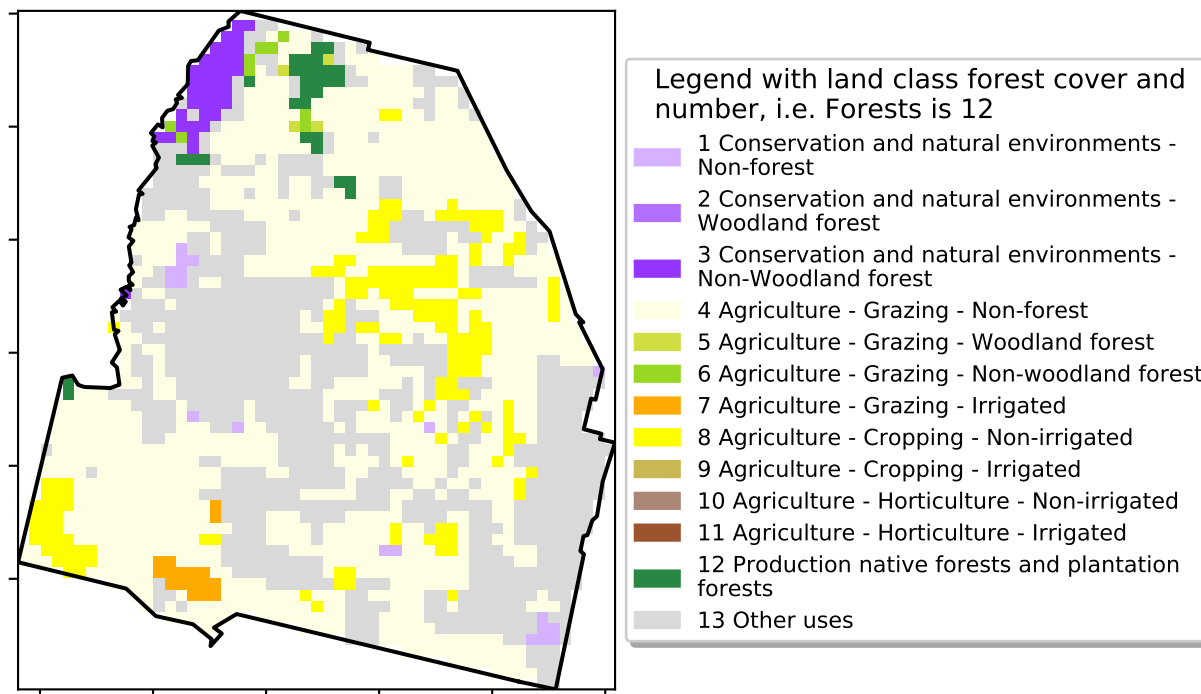 Legend with land class forest cover and
number, i.e. Forests is 12
1 Conservation and natural environments -
Non-forest
2 Conservation and natural environments -
Woodland forest
3 Conservation and natural environments -
Non-Woodland forest
4 Agriculture - Grazing - Non-forest
5 Agriculture - Grazing - Woodland forest
6 Agriculture - Grazing - Non-woodland forest
7 Agriculture - Grazing - Irrigated
8 Agriculture - Cropping - Non-irrigated
9 Agriculture - Cropping - Irrigated
10 Agriculture - Horticulture - Non-irrigated
11 Agriculture - Horticulture - Irrigated
12 Production native forests and plantation
forests
13 Other uses